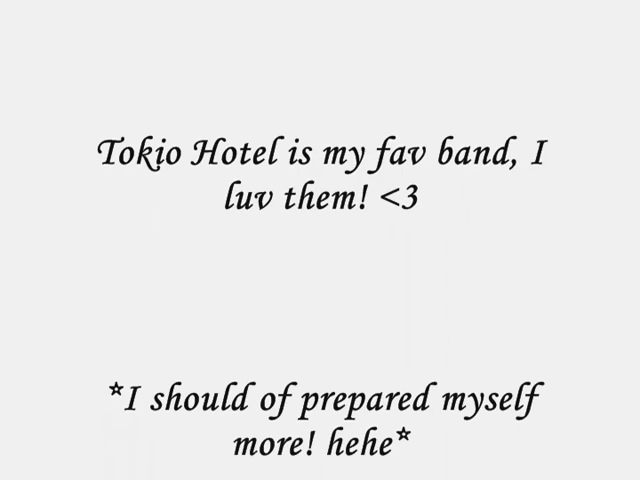 Tokio Hotel is my fav band, I
luv them! <3
*I should of prepared myself
more! hehe*